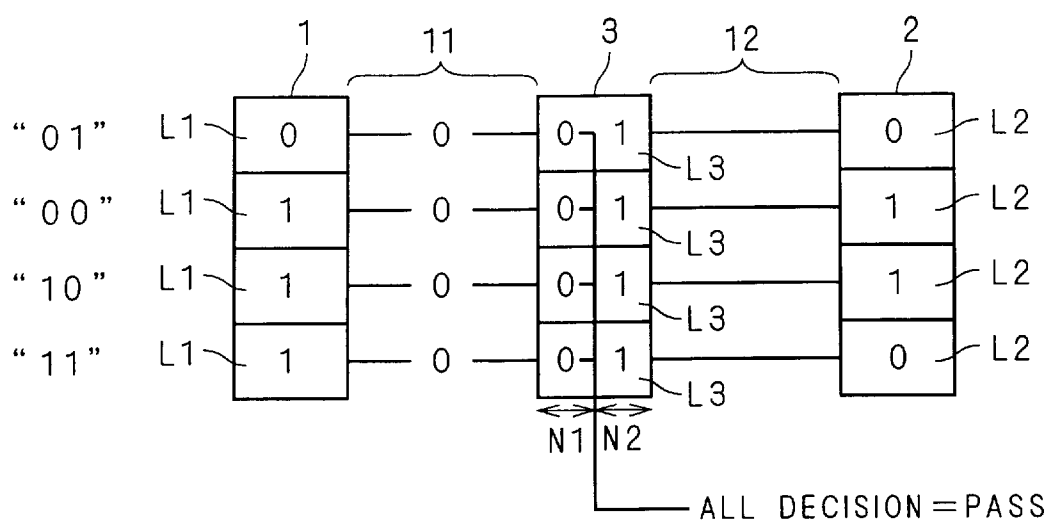 1 11 3 12 2
“01” L1 0 0 0 1 L3 0 L2
“00” L1 1 0 0 1 L3 1 L2
“10” L1 1 0 0 1 L3 1 L2
“11” L1 1 0 0 1 L3 0 L2
N1 N2
ALL DECISION=PASS